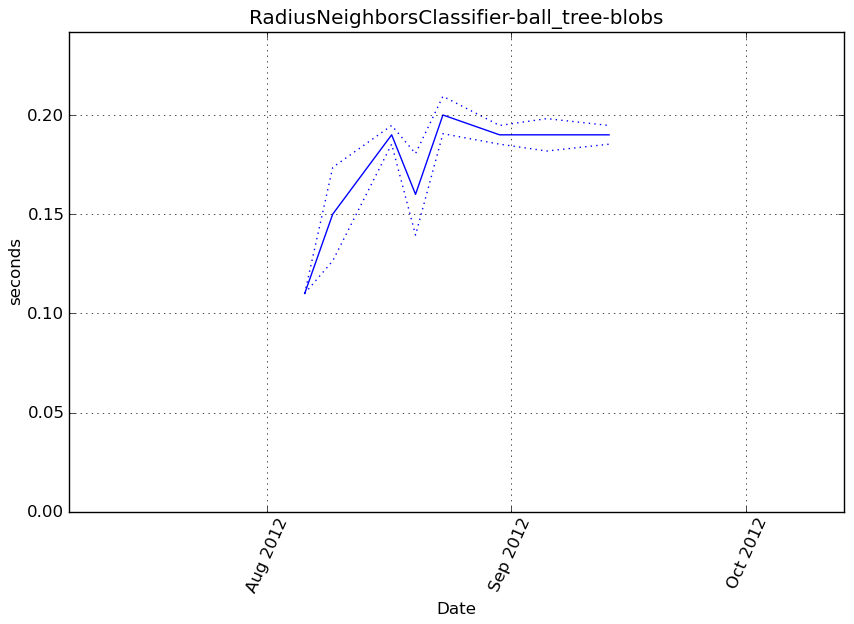 RadiusNeighborsClassifier-ball_tree-blobs
0.20
0.15
0.10
0.05
0.00
seconds
Aug 2012
Sep 2012
Oct 2012
Date